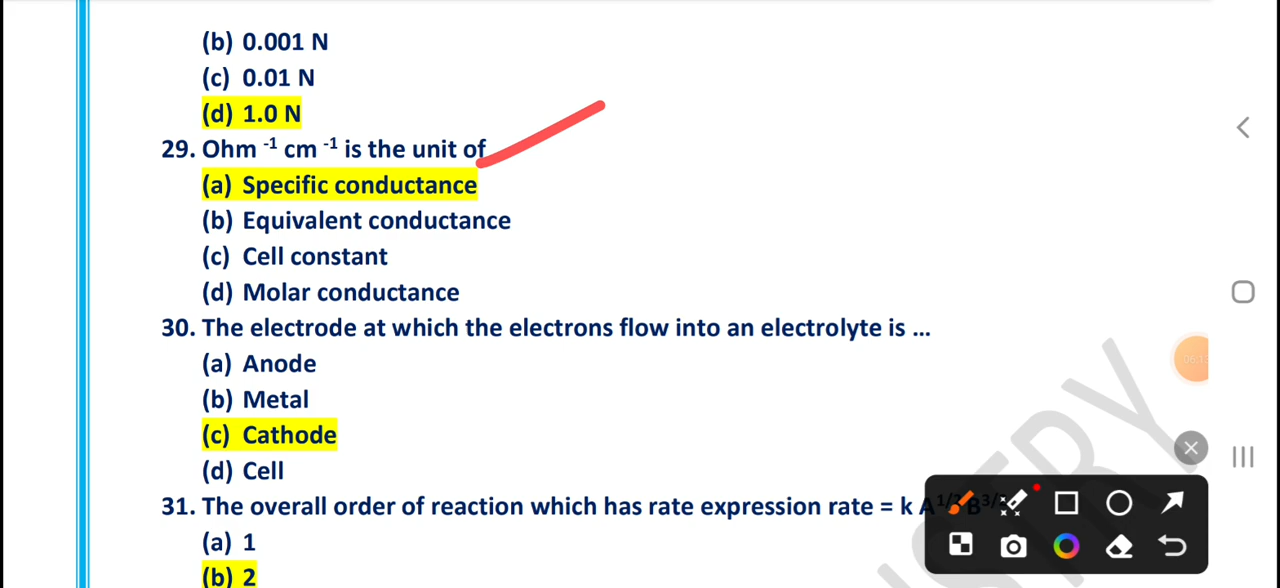 (b) 0.001 N
(c) 0.01 N
(d) 1.0 N
29. Ohm ⁻¹ cm ⁻¹ is the unit of
(a) Specific conductance
(b) Equivalent conductance
(c) Cell constant
(d) Molar conductance
30. The electrode at which the electrons flow into an electrolyte is ...
(a) Anode
(b) Metal
(c) Cathode
(d) Cell
31. The overall order of reaction which has rate expression rate = k A
(a) 1
(b) 2
STRY